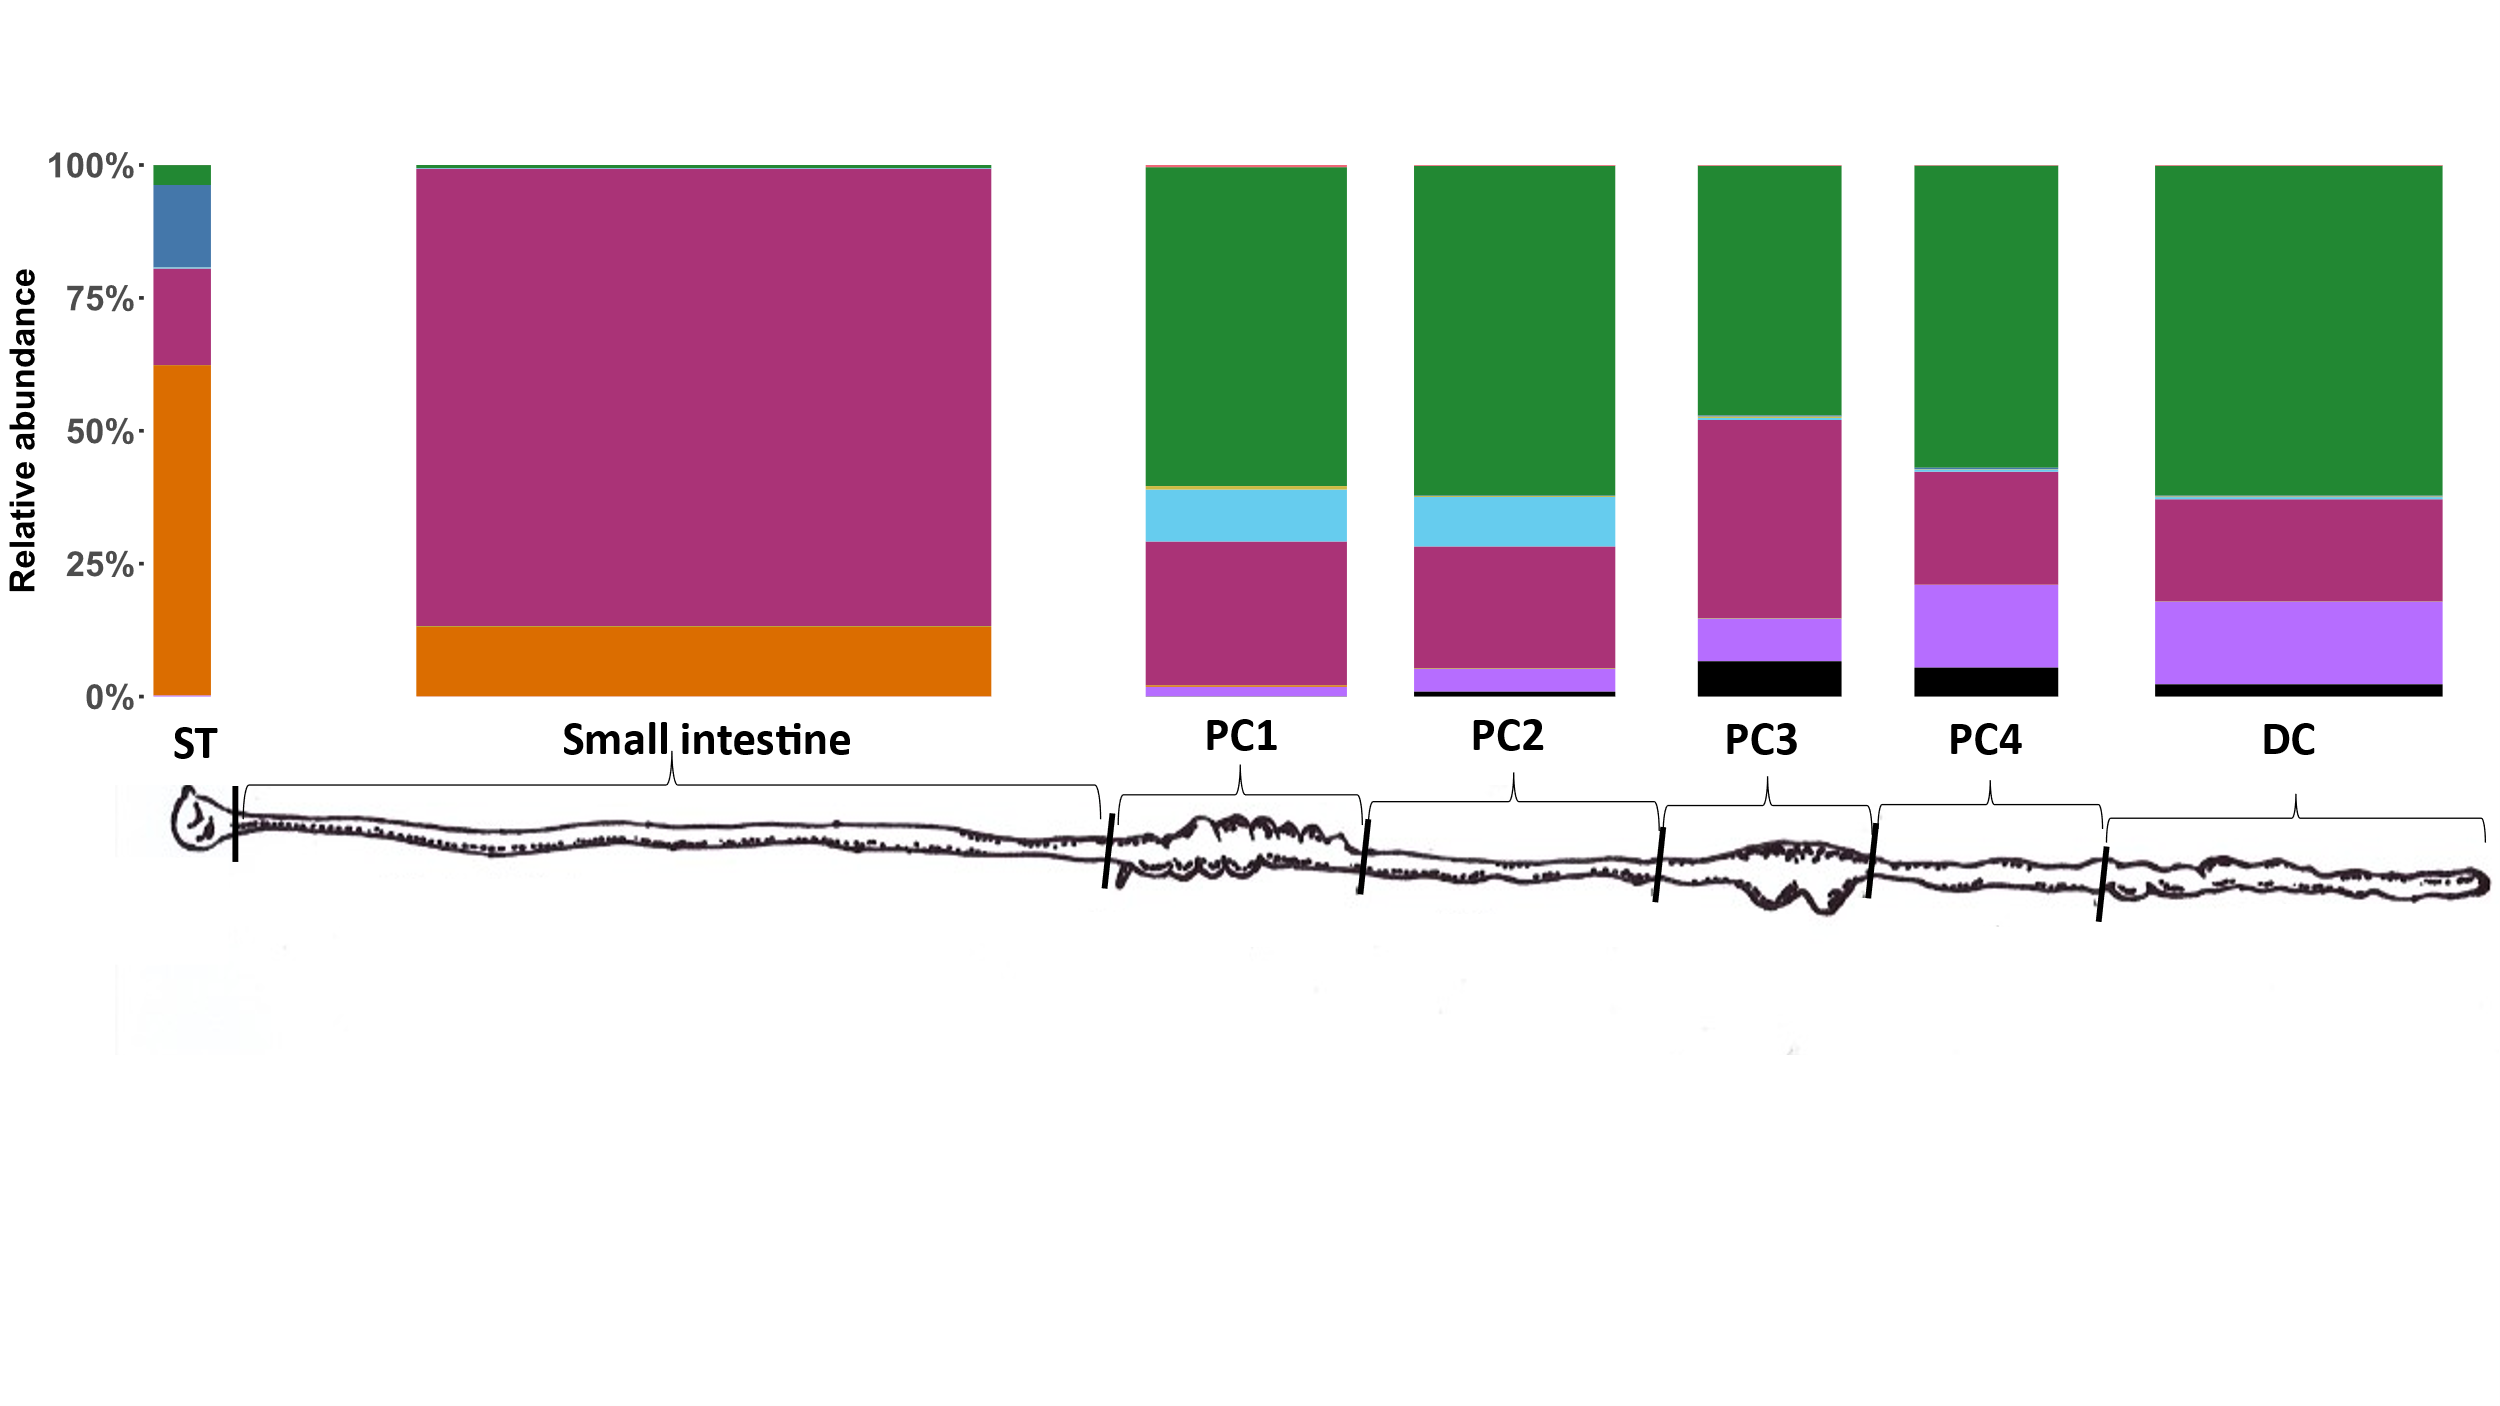 Relative abundance
100%
75%
50%
25%
0%
ST
Small intestine
PC1
PC2
PC3
PC4
DC